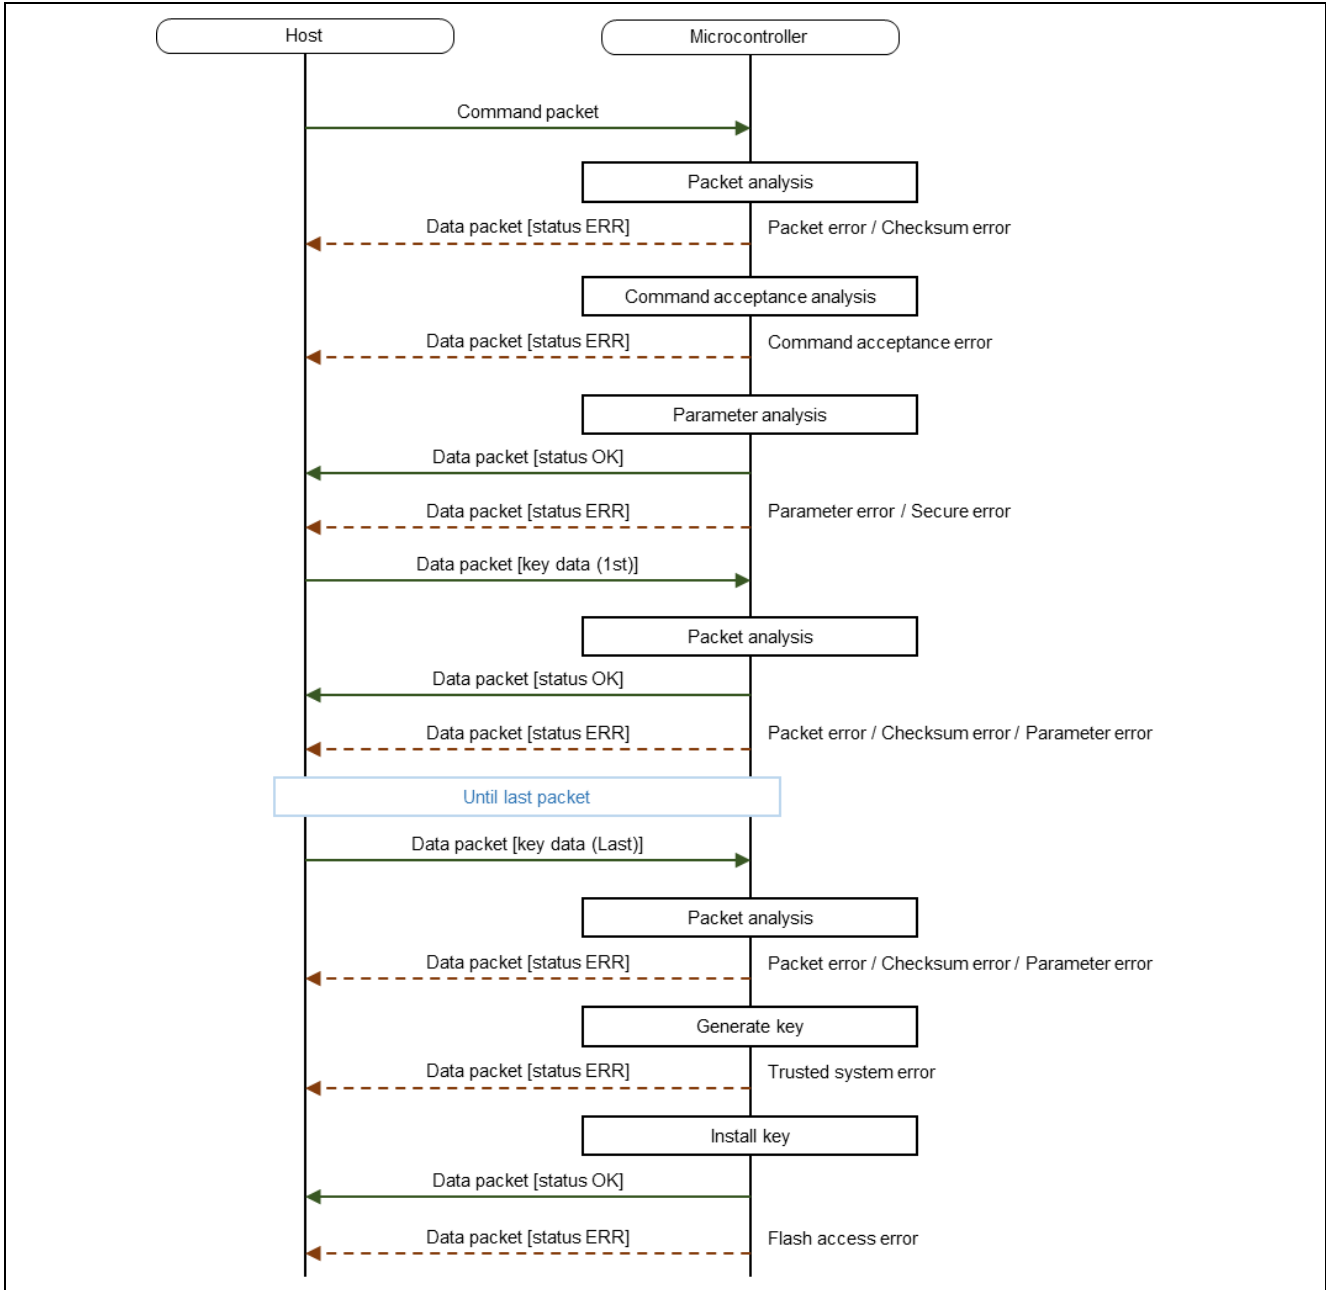 Host
Microcontroller
Command packet
Packet analysis
Data packet [status ERR]
Packet error / Checksum error
Command acceptance analysis
Data packet [status ERR]
Command acceptance error
Parameter analysis
Data packet [status OK]
Data packet [status ERR]
Parameter error / Secure error
Data packet [key data (1st)]
Packet analysis
Data packet [status OK]
Data packet [status ERR]
Packet error / Checksum error / Parameter error
Until last packet
Data packet [key data (Last)]
Packet analysis
Data packet [status ERR]
Packet error / Checksum error / Parameter error
Generate key
Data packet [status ERR]
Trusted system error
Install key
Data packet [status OK]
Data packet [status ERR]
Flash access error